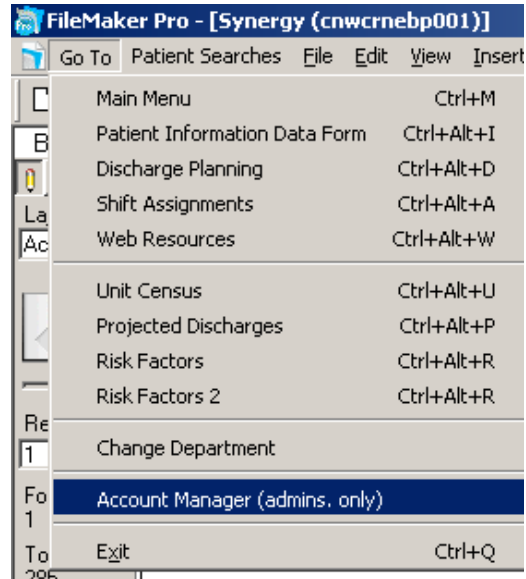 FileMaker Pro - [Synergy (cnwcrnebp001)]
Go To Patient Searches File Edit View Insert
Main Menu Ctrl+M
Patient Information Data Form Ctrl+Alt+I
Discharge Planning Ctrl+Alt+D
Shift Assignments Ctrl+Alt+A
Web Resources Ctrl+Alt+W
Unit Census Ctrl+Alt+U
Projected Discharges Ctrl+Alt+P
Risk Factors Ctrl+Alt+R
Risk Factors 2 Ctrl+Alt+R
Change Department
1
Account Manager (admins. only)
1
Exit Ctrl+Q